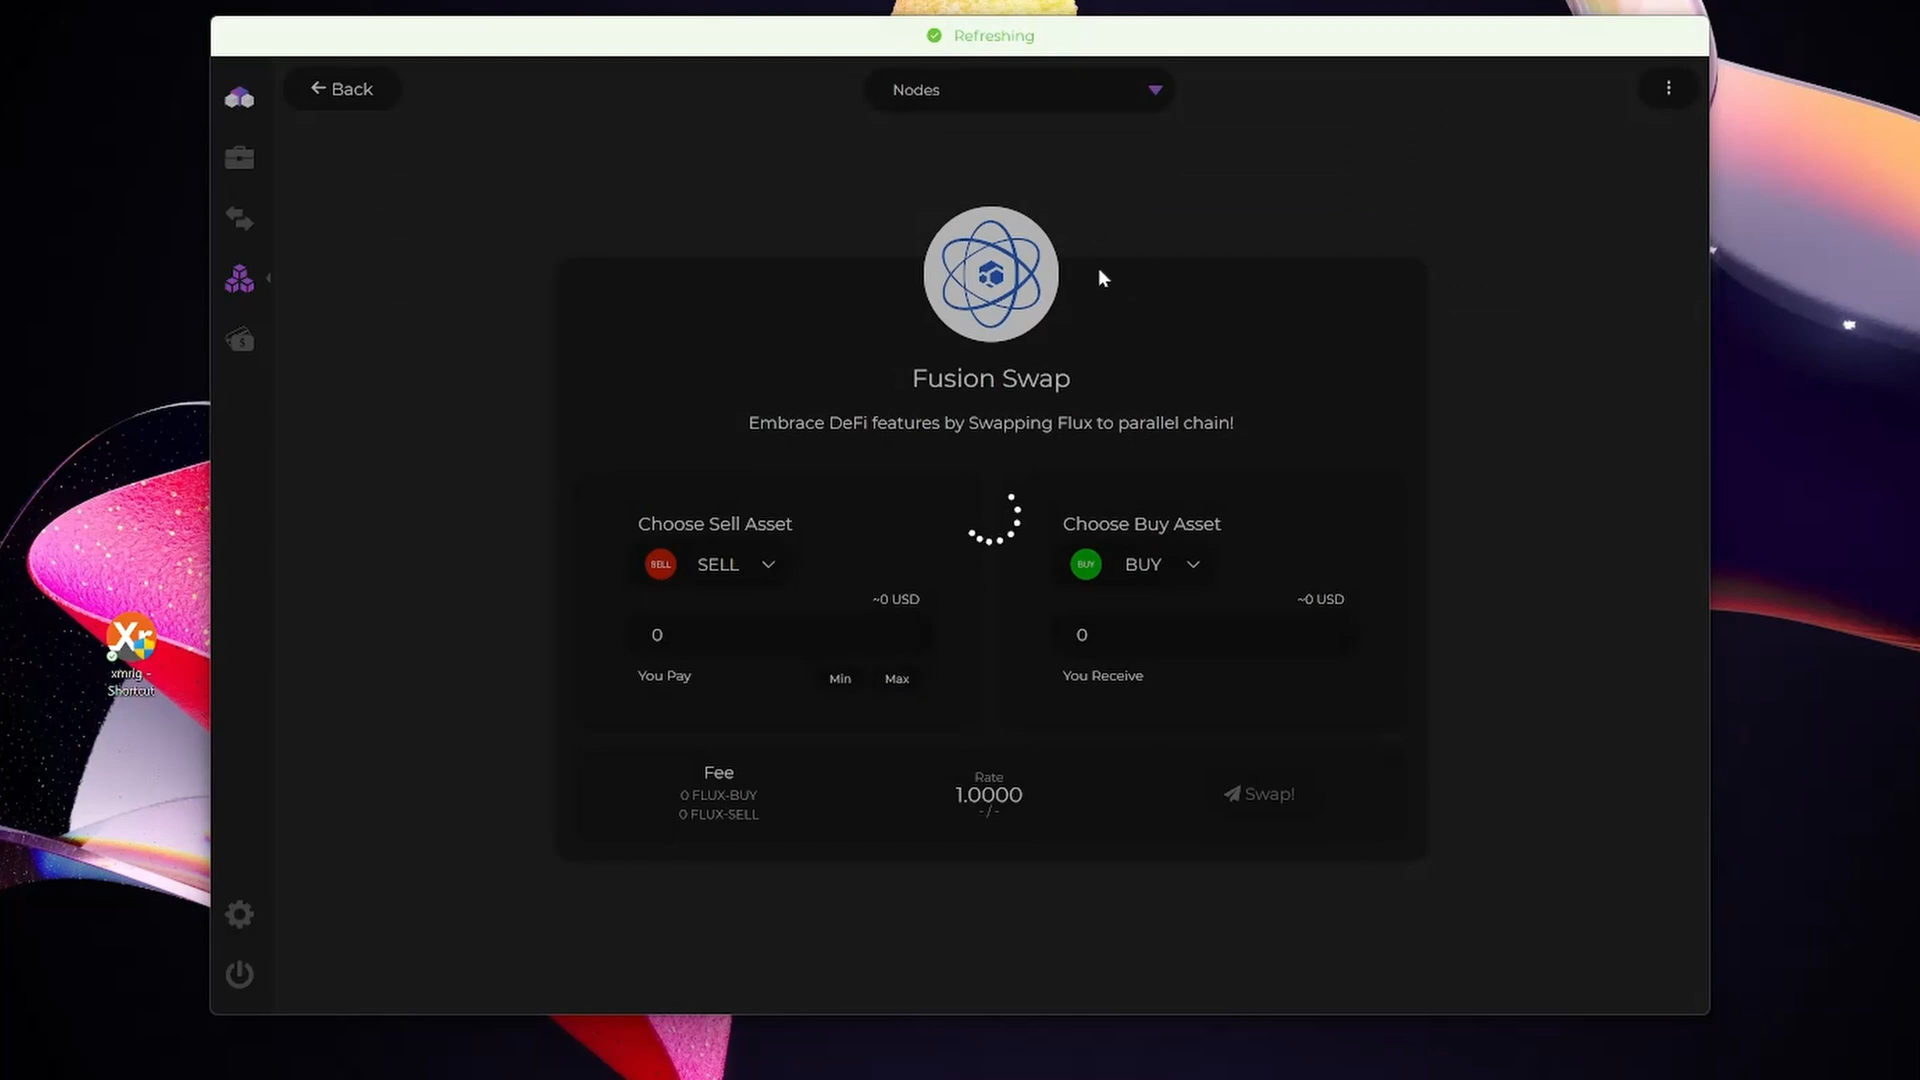 Refreshing
Back
Nodes
Fusion Swap
Embrace DeFi features by Swapping Flux to parallel chain!
Choose Sell Asset
SELL SELL
~0 USD
0
You Pay
Min Max
Choose Buy Asset
BUY BUY
~0 USD
0
You Receive
Fee
0 FLUX-BUY
0 FLUX-SELL
Rate
1.0000
- / -
Swap!
Xr
xmrig -
Shortcut